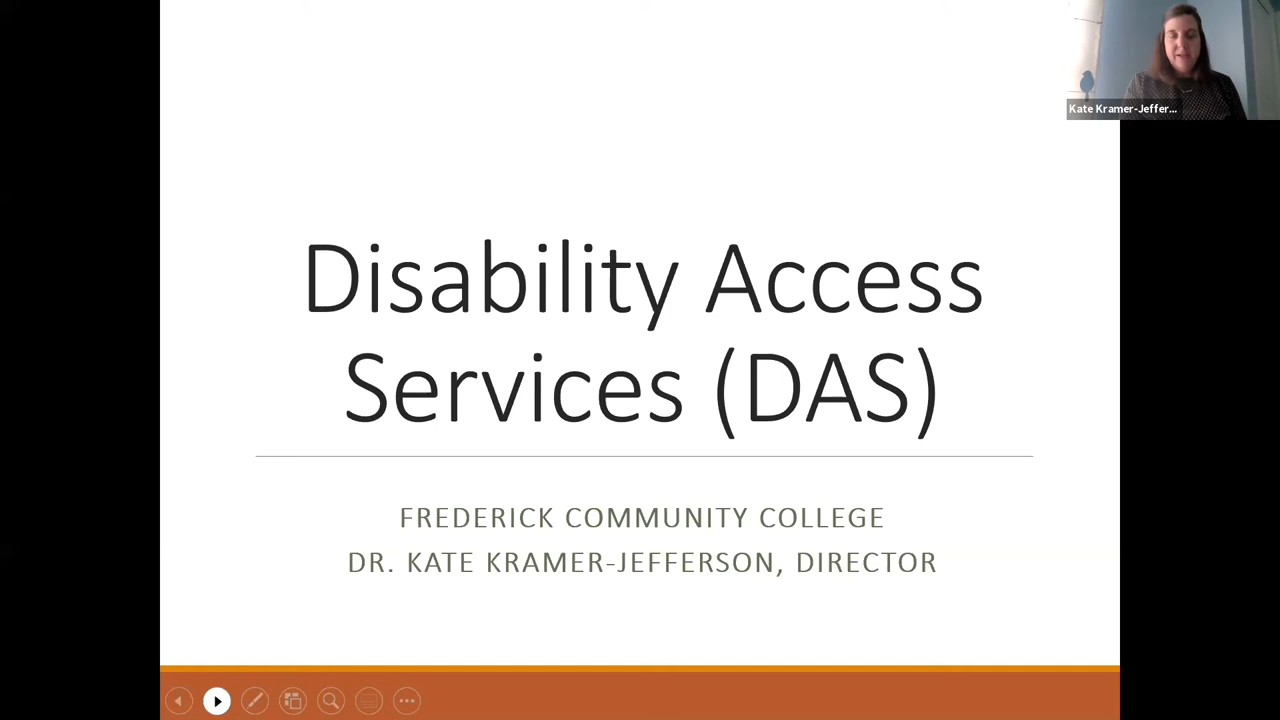 Kate Kramer-Jeffer...
Disability Access
Services (DAS)
FREDERICK COMMUNITY COLLEGE
DR. KATE KRAMER-JEFFERSON, DIRECTOR